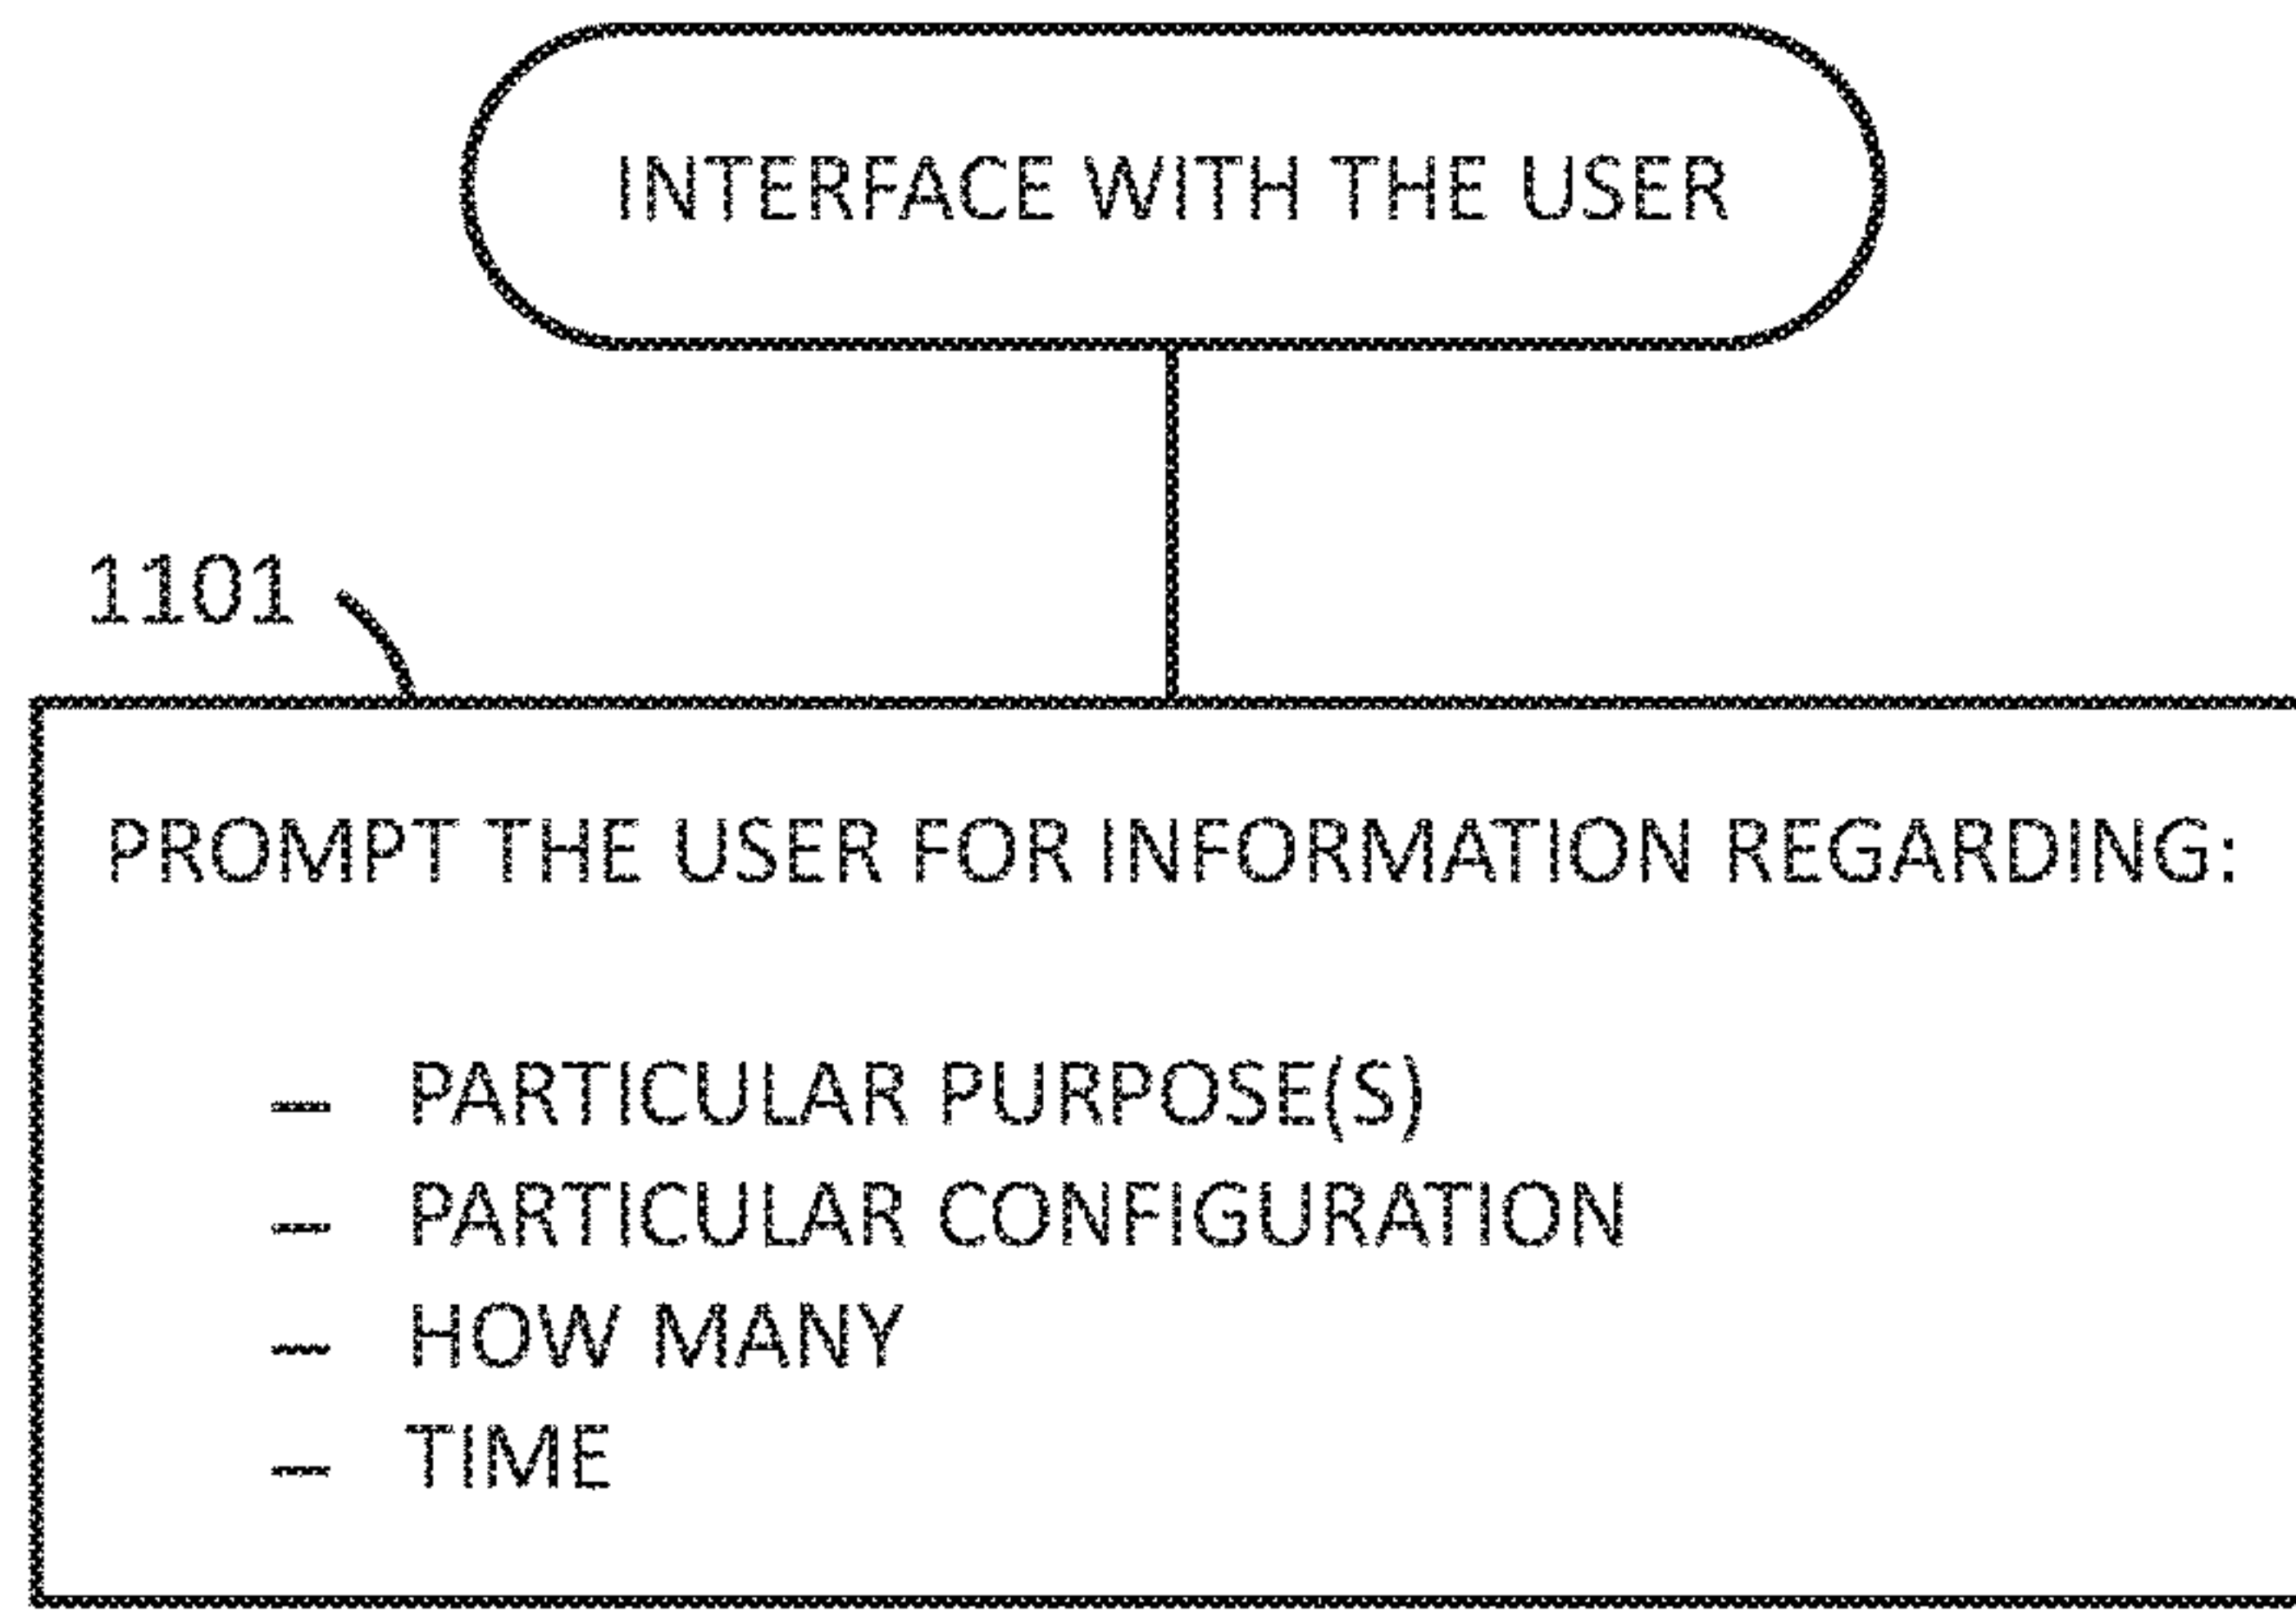 INTERFACE WITH THE USER
1101
PROMPT THE USER FOR INFORMATION REGARDING:
– PARTICULAR PURPOSE(S)
– PARTICULAR CONFIGURATION
– HOW MANY
– TIME